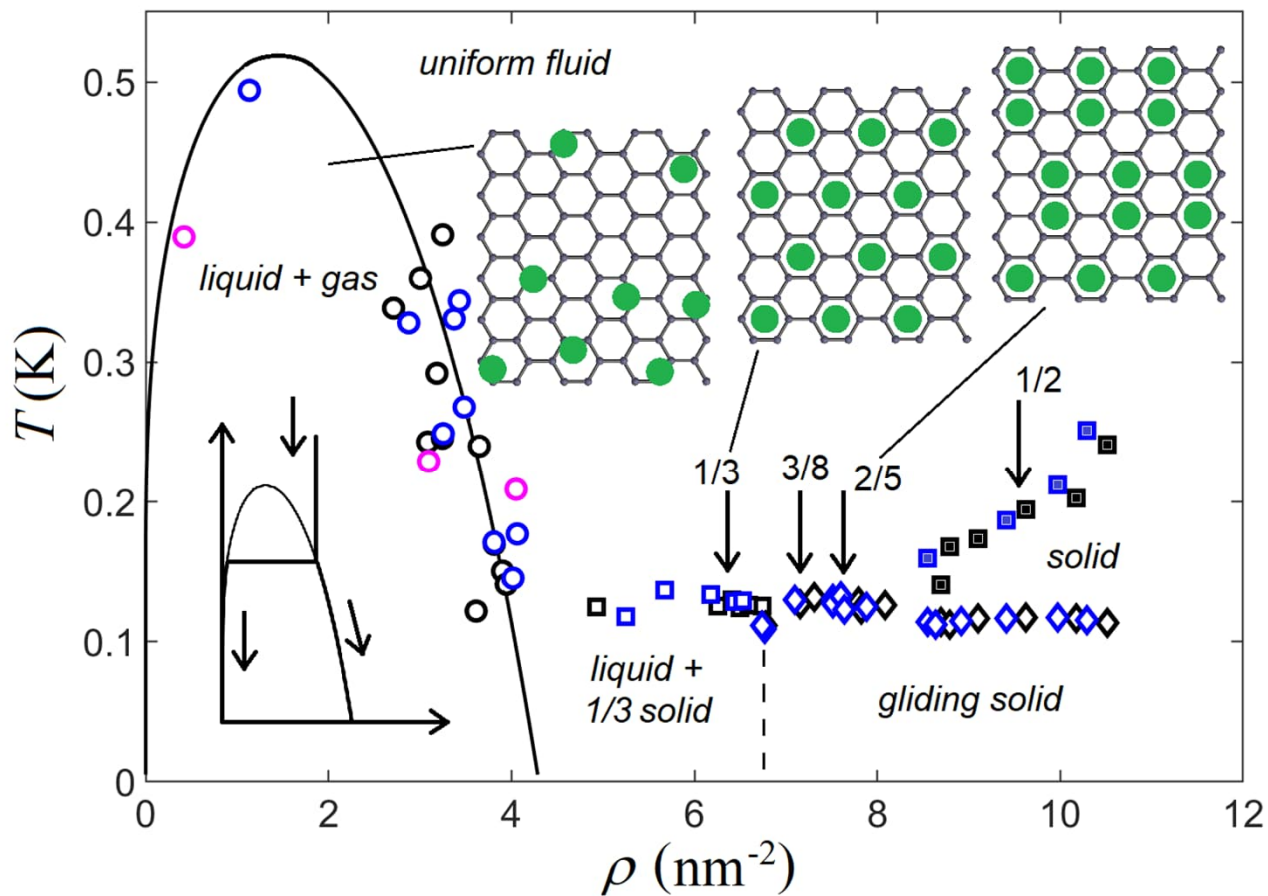 uniform fluid
liquid + gas
1/3
3/8
2/5
1/2
solid
liquid +
1/3 solid
gliding solid
T (K)
0.5
0.4
0.3
0.2
0.1
0
0 2 4 6 8 10 12
ρ (nm⁻²)